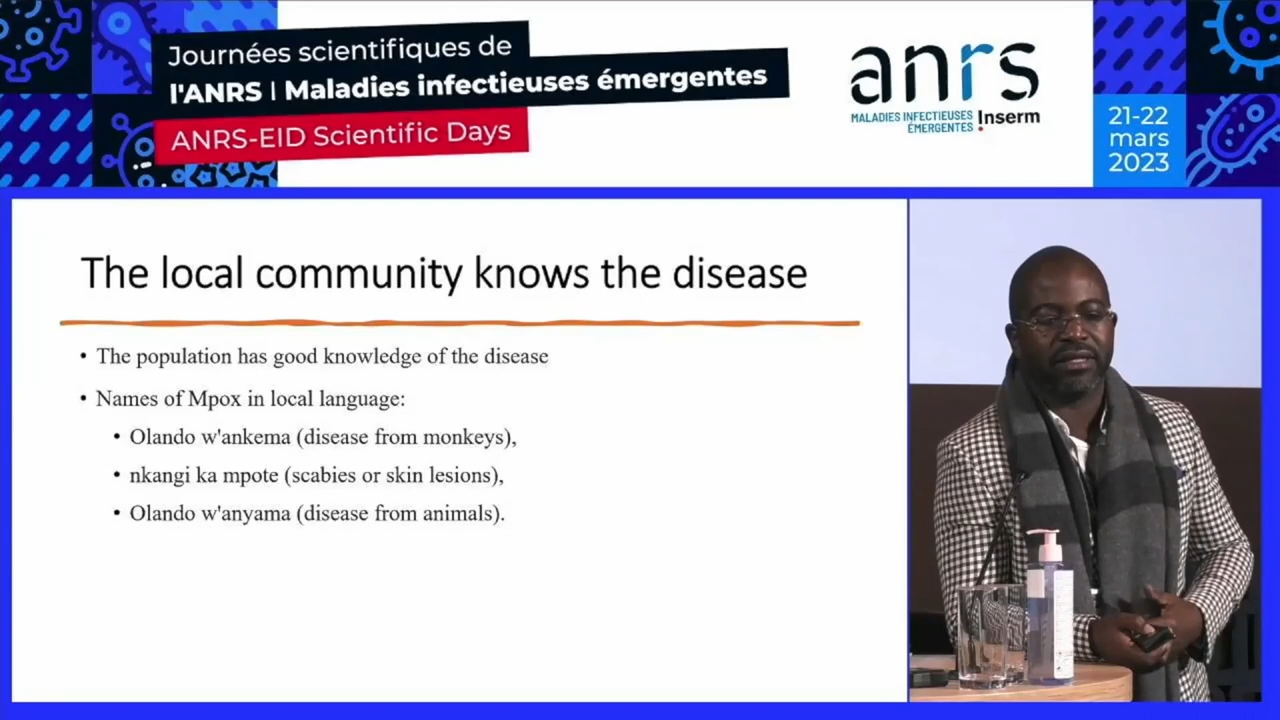 Journées scientifiques de
l'ANRS | Maladies infectieuses émergentes
ANRS-EID Scientific Days
anrs
MALADIES INFECTIEUSES
ÉMERGENTES
Inserm
21-22
mars
2023
The local community knows the disease
• The population has good knowledge of the disease
• Names of Mpox in local language:
• Olando w'ankema (disease from monkeys),
• nkangi ka mpote (scabies or skin lesions),
• Olando w'anyama (disease from animals).